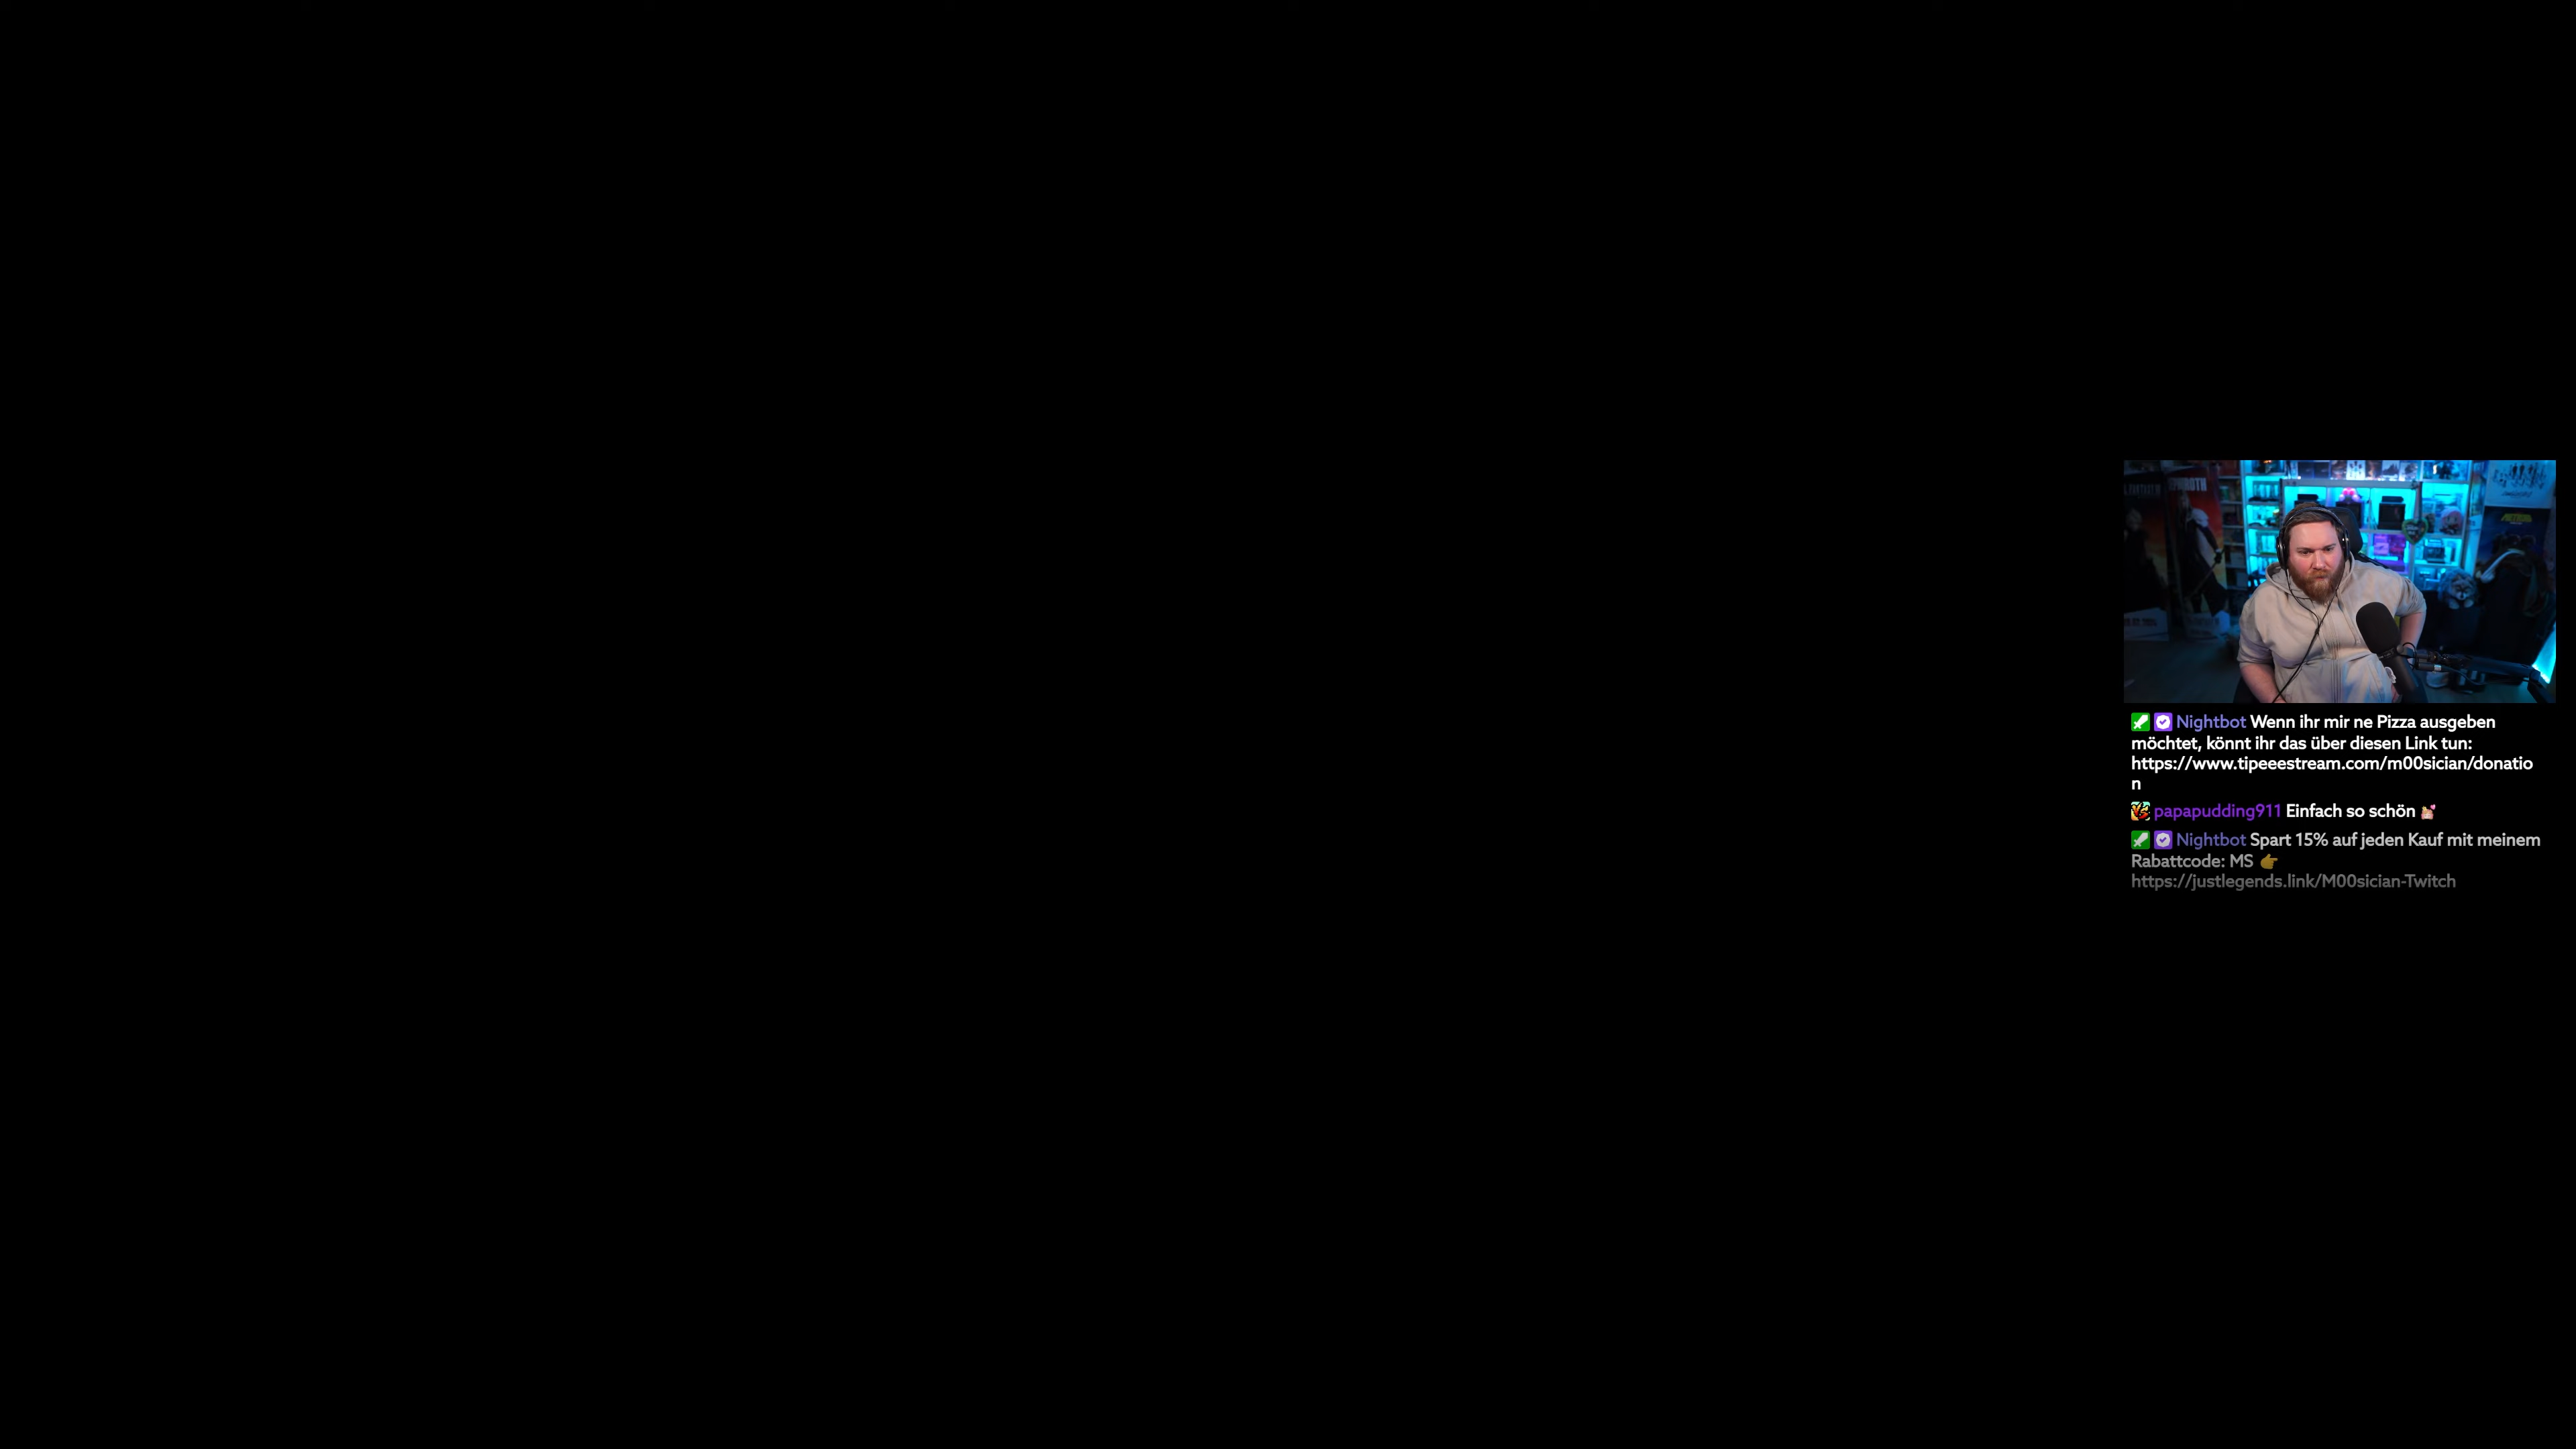 EPHIROTH
Nightbot Wenn ihr mir ne Pizza ausgeben
möchtet, könnt ihr das über diesen Link tun:
https://www.tipeeestream.com/m00sician/donatio
n
papapudding911 Einfach so schön
Nightbot Spart 15% auf jeden Kauf mit meinem
Rabattcode: MS 👉
https://justlegends.link/M00sician-Twitch